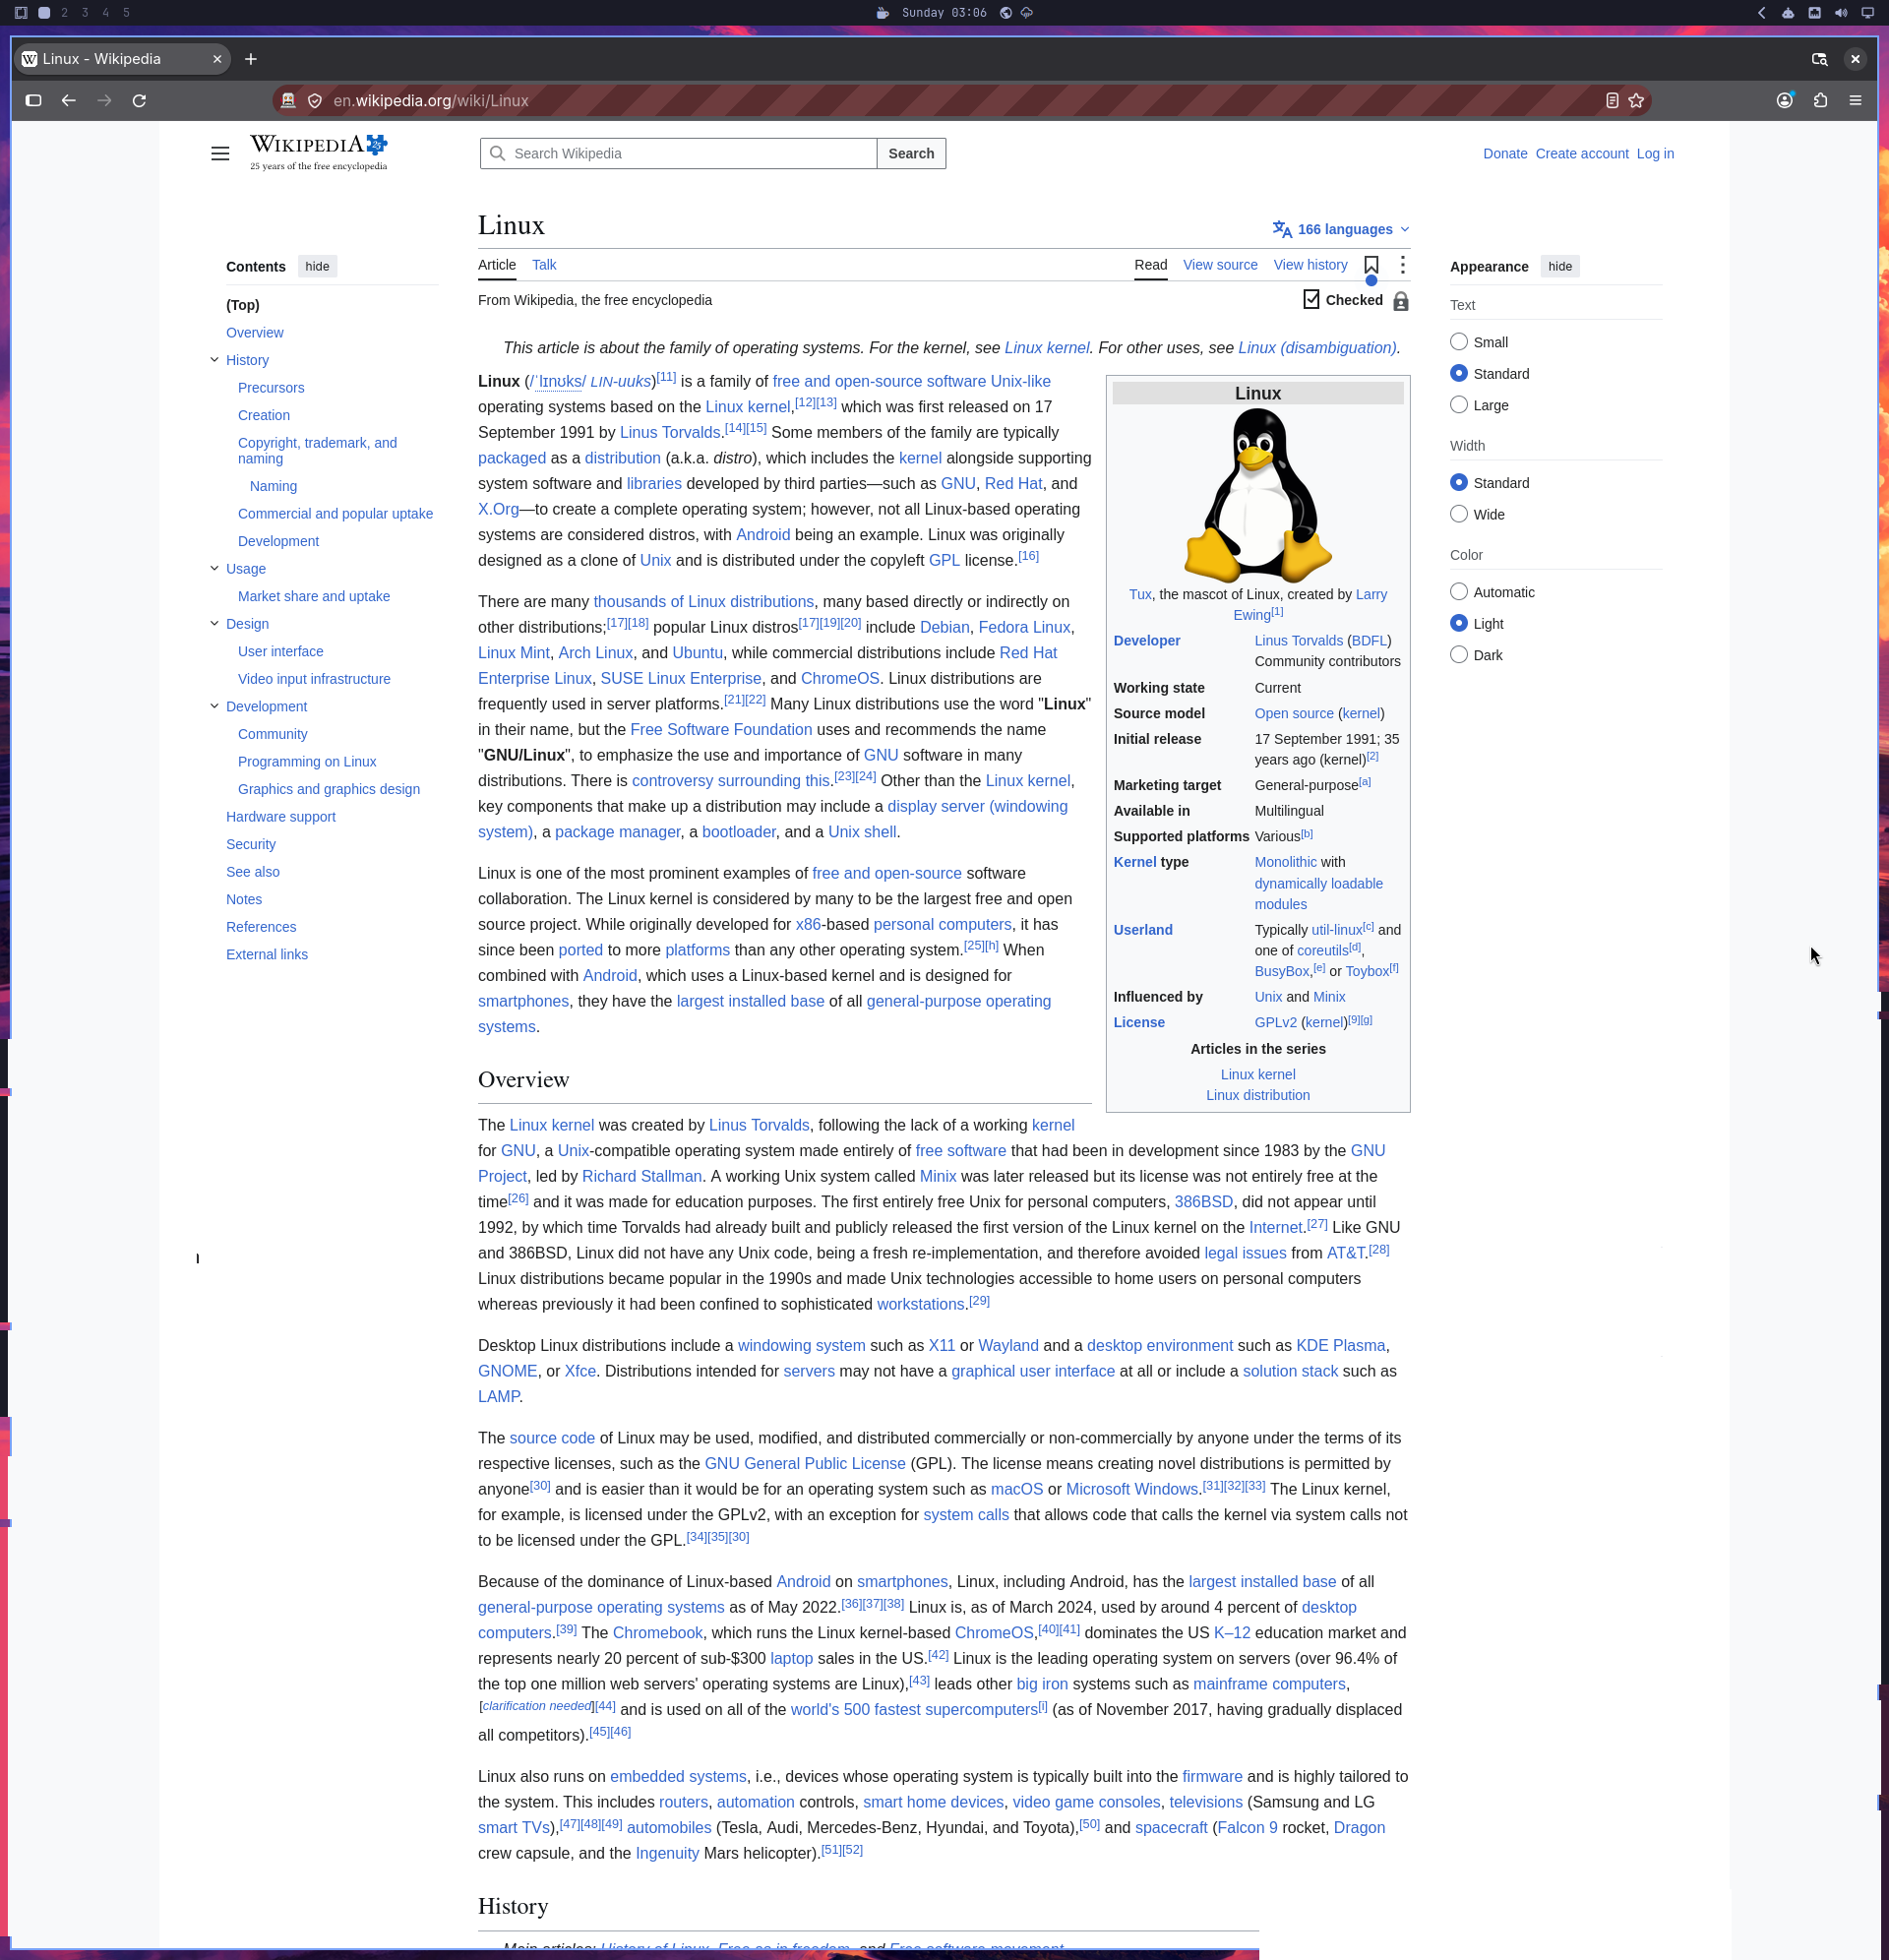 2 3 4 5
Sunday 03:06
Linux - Wikipedia
en.wikipedia.org/wiki/Linux
WIKIPEDIA 25
25 years of the free encyclopedia
Search Wikipedia
Search
Donate Create account Log in
Contents hide
(Top)
Overview
History
Precursors
Creation
Copyright, trademark, and
naming
Naming
Commercial and popular uptake
Development
Usage
Market share and uptake
Design
User interface
Video input infrastructure
Development
Community
Programming on Linux
Graphics and graphics design
Hardware support
Security
See also
Notes
References
External links
Linux
166 languages
Article Talk
Read View source View history
From Wikipedia, the free encyclopedia
Checked
This article is about the family of operating systems. For the kernel, see Linux kernel. For other uses, see Linux (disambiguation).
Linux (/ˈlɪnʊks/ LIN-uuks)[11] is a family of free and open-source software Unix-like
operating systems based on the Linux kernel,[12][13] which was first released on 17
September 1991 by Linus Torvalds.[14][15] Some members of the family are typically
packaged as a distribution (a.k.a. distro), which includes the kernel alongside supporting
system software and libraries developed by third parties—such as GNU, Red Hat, and
X.Org—to create a complete operating system; however, not all Linux-based operating
systems are considered distros, with Android being an example. Linux was originally
designed as a clone of Unix and is distributed under the copyleft GPL license.[16]
There are many thousands of Linux distributions, many based directly or indirectly on
other distributions;[17][18] popular Linux distros[17][19][20] include Debian, Fedora Linux,
Linux Mint, Arch Linux, and Ubuntu, while commercial distributions include Red Hat
Enterprise Linux, SUSE Linux Enterprise, and ChromeOS. Linux distributions are
frequently used in server platforms.[21][22] Many Linux distributions use the word "Linux"
in their name, but the Free Software Foundation uses and recommends the name
"GNU/Linux", to emphasize the use and importance of GNU software in many
distributions. There is controversy surrounding this.[23][24] Other than the Linux kernel,
key components that make up a distribution may include a display server (windowing
system), a package manager, a bootloader, and a Unix shell.
Linux is one of the most prominent examples of free and open-source software
collaboration. The Linux kernel is considered by many to be the largest free and open
source project. While originally developed for x86-based personal computers, it has
since been ported to more platforms than any other operating system.[25][h] When
combined with Android, which uses a Linux-based kernel and is designed for
smartphones, they have the largest installed base of all general-purpose operating
systems.
Linux
Tux, the mascot of Linux, created by Larry
Ewing[1]
Developer Linus Torvalds (BDFL)
Community contributors
Working state Current
Source model Open source (kernel)
Initial release 17 September 1991; 35
years ago (kernel)[2]
Marketing target General-purpose[a]
Available in Multilingual
Supported platforms Various[b]
Kernel type Monolithic with
dynamically loadable
modules
Userland Typically util-linux[c] and
one of coreutils[d],
BusyBox,[e] or Toybox[f]
Influenced by Unix and Minix
License GPLv2 (kernel)[9][g]
Articles in the series
Linux kernel
Linux distribution
Overview
The Linux kernel was created by Linus Torvalds, following the lack of a working kernel
for GNU, a Unix-compatible operating system made entirely of free software that had been in development since 1983 by the GNU
Project, led by Richard Stallman. A working Unix system called Minix was later released but its license was not entirely free at the
time[26] and it was made for education purposes. The first entirely free Unix for personal computers, 386BSD, did not appear until
1992, by which time Torvalds had already built and publicly released the first version of the Linux kernel on the Internet.[27] Like GNU
and 386BSD, Linux did not have any Unix code, being a fresh re-implementation, and therefore avoided legal issues from AT&T.[28]
Linux distributions became popular in the 1990s and made Unix technologies accessible to home users on personal computers
whereas previously it had been confined to sophisticated workstations.[29]
Desktop Linux distributions include a windowing system such as X11 or Wayland and a desktop environment such as KDE Plasma,
GNOME, or Xfce. Distributions intended for servers may not have a graphical user interface at all or include a solution stack such as
LAMP.
The source code of Linux may be used, modified, and distributed commercially or non-commercially by anyone under the terms of its
respective licenses, such as the GNU General Public License (GPL). The license means creating novel distributions is permitted by
anyone[30] and is easier than it would be for an operating system such as macOS or Microsoft Windows.[31][32][33] The Linux kernel,
for example, is licensed under the GPLv2, with an exception for system calls that allows code that calls the kernel via system calls not
to be licensed under the GPL.[34][35][30]
Because of the dominance of Linux-based Android on smartphones, Linux, including Android, has the largest installed base of all
general-purpose operating systems as of May 2022.[36][37][38] Linux is, as of March 2024, used by around 4 percent of desktop
computers.[39] The Chromebook, which runs the Linux kernel-based ChromeOS,[40][41] dominates the US K–12 education market and
represents nearly 20 percent of sub-$300 laptop sales in the US.[42] Linux is the leading operating system on servers (over 96.4% of
the top one million web servers' operating systems are Linux),[43] leads other big iron systems such as mainframe computers,
[clarification needed][44] and is used on all of the world's 500 fastest supercomputers[i] (as of November 2017, having gradually displaced
all competitors).[45][46]
Linux also runs on embedded systems, i.e., devices whose operating system is typically built into the firmware and is highly tailored to
the system. This includes routers, automation controls, smart home devices, video game consoles, televisions (Samsung and LG
smart TVs),[47][48][49] automobiles (Tesla, Audi, Mercedes-Benz, Hyundai, and Toyota),[50] and spacecraft (Falcon 9 rocket, Dragon
crew capsule, and the Ingenuity Mars helicopter).[51][52]
History
Main articles: History of Linux, Free as in freedom, and Free software movement
Appearance hide
Text
Small
Standard
Large
Width
Standard
Wide
Color
Automatic
Light
Dark